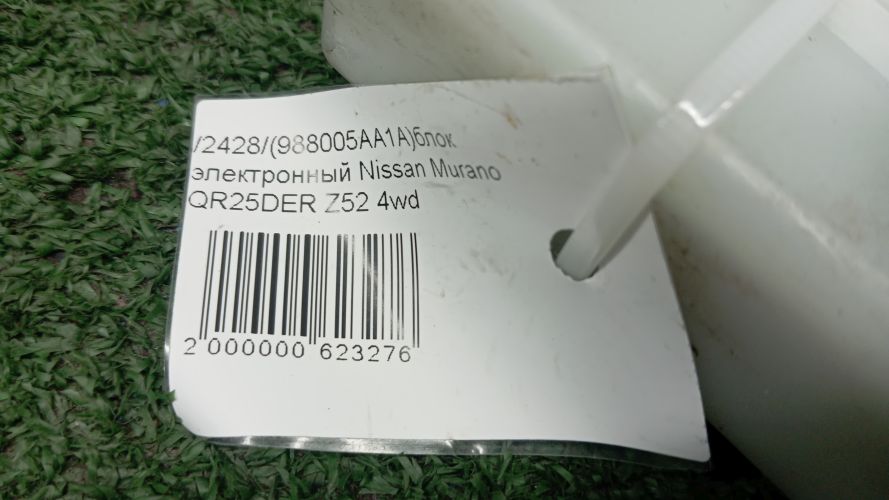 /2428/(988005AA1A)блок
электронный Nissan Murano
QR25DER Z52 4wd
2 000000 623276